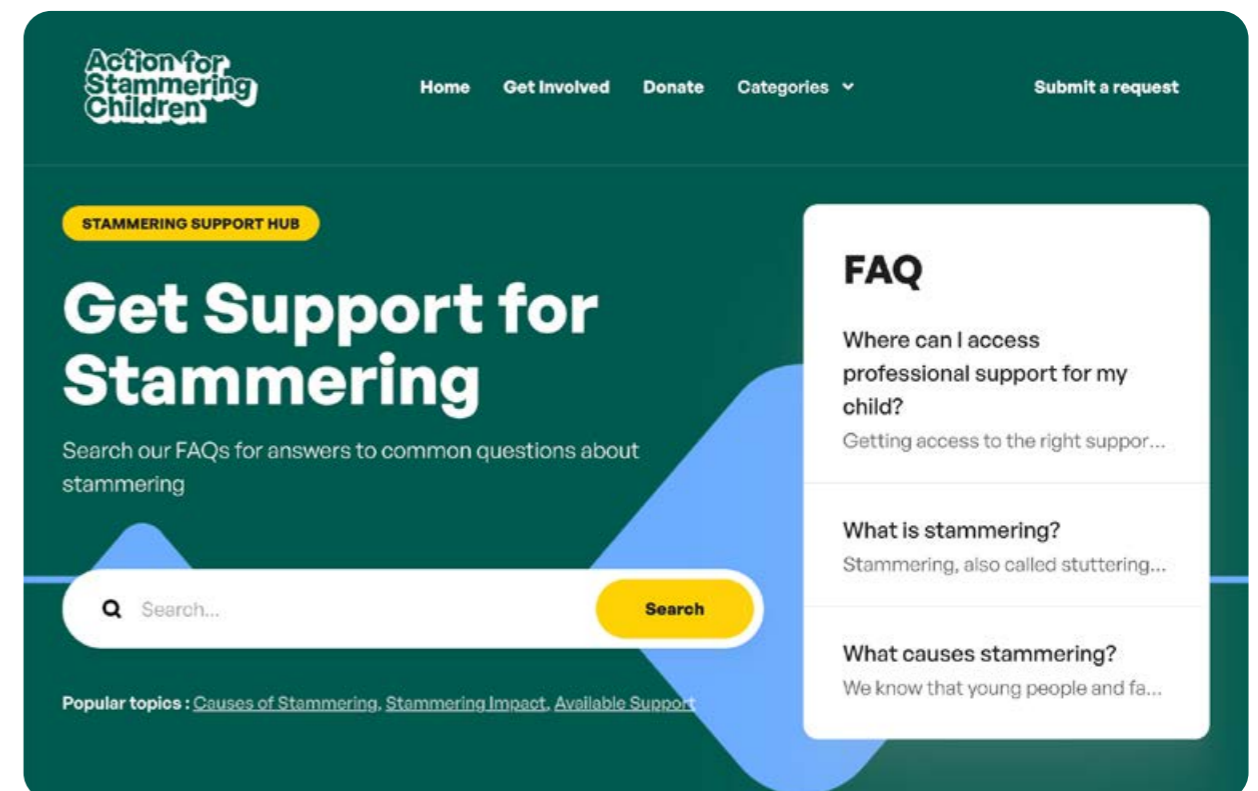 Action for
Stammering
Children
Home Get Involved Donate Categories Submit a request
STAMMERING SUPPORT HUB
Get Support for
Stammering
Search our FAQs for answers to common questions about
stammering
Search...
Search
Popular topics : Causes of Stammering, Stammering Impact, Available Support
FAQ
Where can I access
professional support for my
child?
Getting access to the right suppor...
What is stammering?
Stammering, also called stuttering...
What causes stammering?
We know that young people and fa...